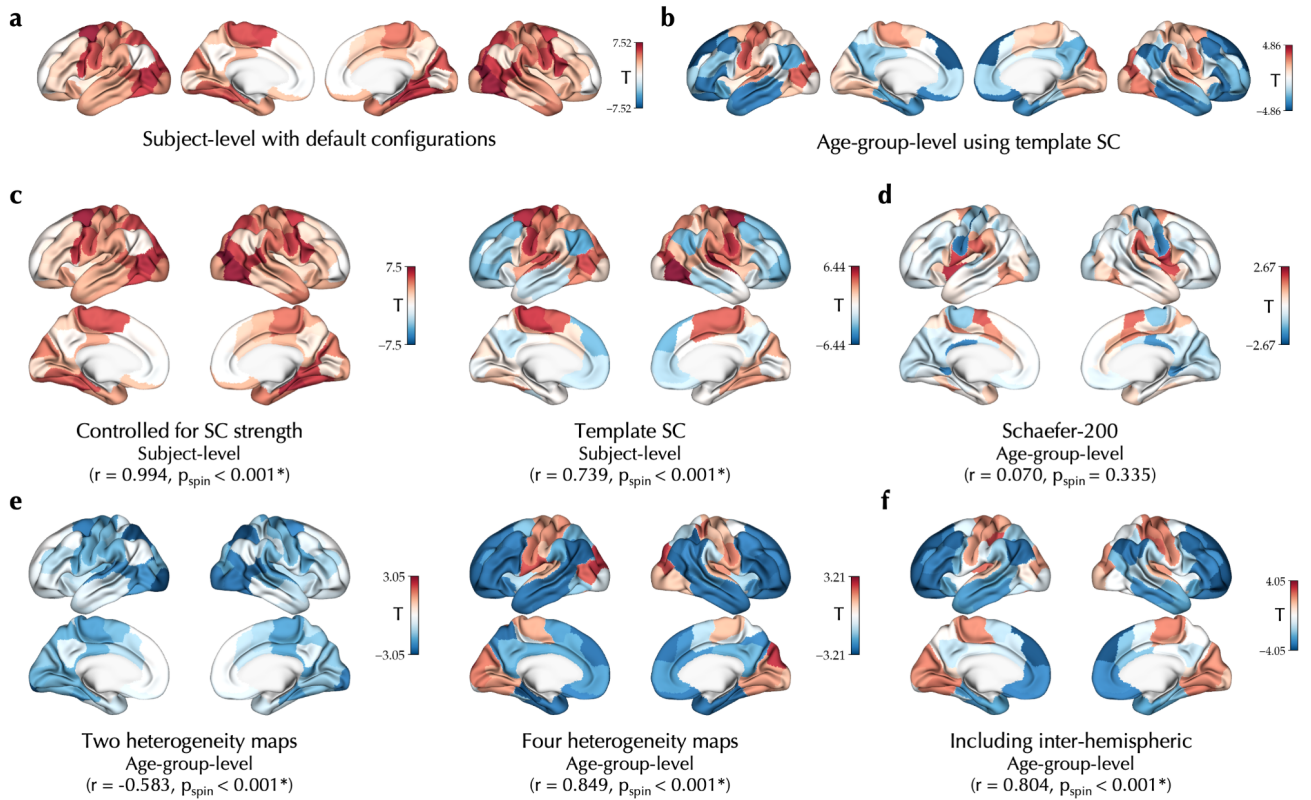 a
7.52
T
−7.52
Subject-level with default configurations
b
4.86
T
−4.86
Age-group-level using template SC
c
7.5
T
−7.5
Controlled for SC strength
Subject-level
(r = 0.994, pspin < 0.001*)
6.44
T
−6.44
Template SC
Subject-level
(r = 0.739, pspin < 0.001*)
d
2.67
T
−2.67
Schaefer-200
Age-group-level
(r = 0.070, pspin = 0.335)
e
3.05
T
−3.05
Two heterogeneity maps
Age-group-level
(r = -0.583, pspin < 0.001*)
3.21
T
−3.21
Four heterogeneity maps
Age-group-level
(r = 0.849, pspin < 0.001*)
f
4.05
T
−4.05
Including inter-hemispheric
Age-group-level
(r = 0.804, pspin < 0.001*)